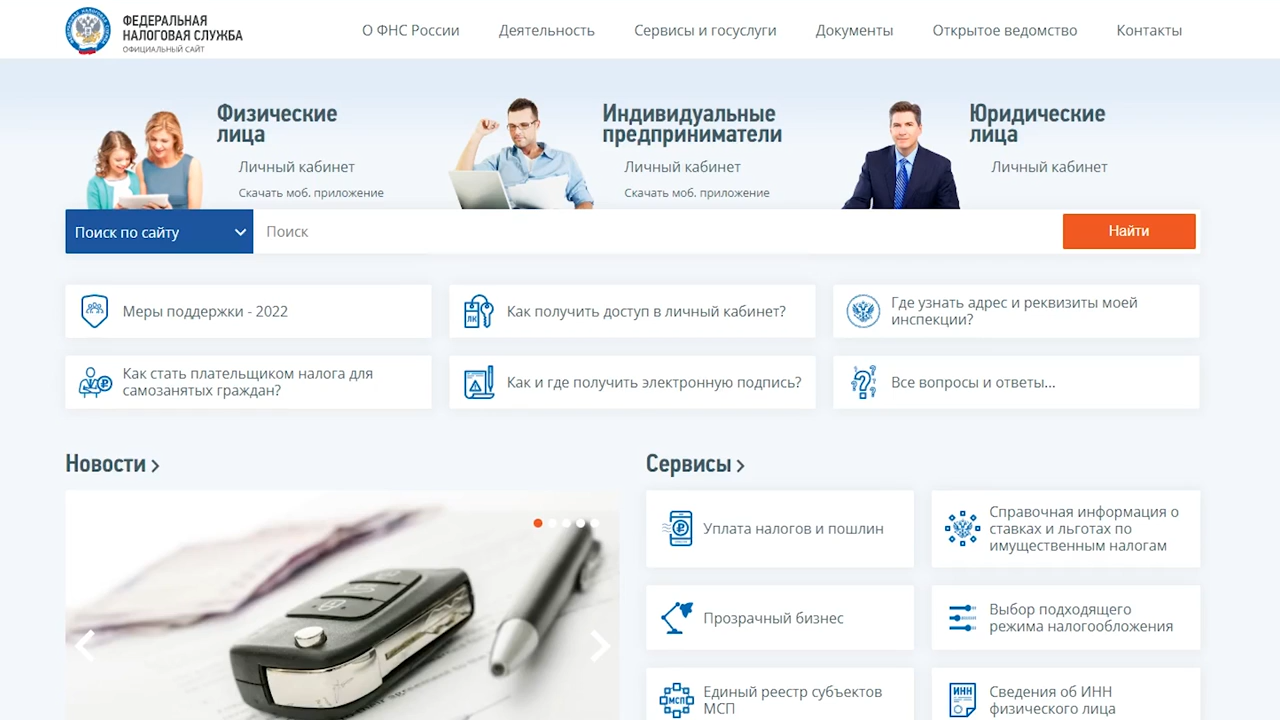 ФЕДЕРАЛЬНАЯ
НАЛОГОВАЯ СЛУЖБА
ОФИЦИАЛЬНЫЙ САЙТ
О ФНС России
Деятельность
Сервисы и госуслуги
Документы
Открытое ведомство
Контакты
Физические
лица
Личный кабинет
Скачать моб. приложение
Индивидуальные
предприниматели
Личный кабинет
Скачать моб. приложение
Юридические
лица
Личный кабинет
Поиск по сайту
Поиск
Найти
Меры поддержки - 2022
ЛК
Как получить доступ в личный кабинет?
Где узнать адрес и реквизиты моей
инспекции?
Как стать плательщиком налога для
самозанятых граждан?
Как и где получить электронную подпись?
Все вопросы и ответы...
Новости
Сервисы
Уплата налогов и пошлин
Справочная информация о
ставках и льготах по
имущественным налогам
Прозрачный бизнес
Выбор подходящего
режима налогообложения
МСП
Единый реестр субъектов
МСП
ИНН
Сведения об ИНН
физического лица